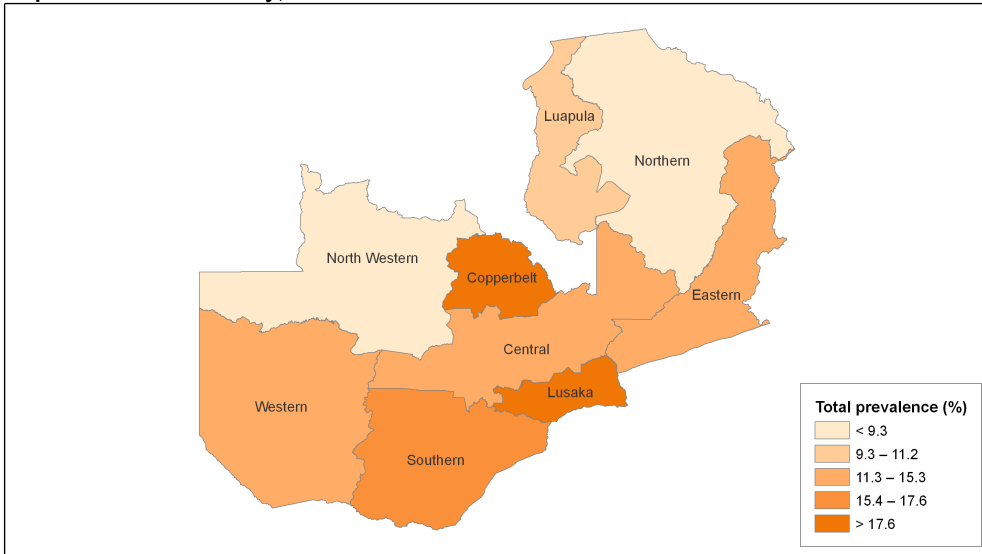 Luapula
Northern
North Western
Copperbelt
Eastern
Central
Lusaka
Western
Southern
Total prevalence (%)
< 9.3
9.3 – 11.2
11.3 – 15.3
15.4 – 17.6
> 17.6